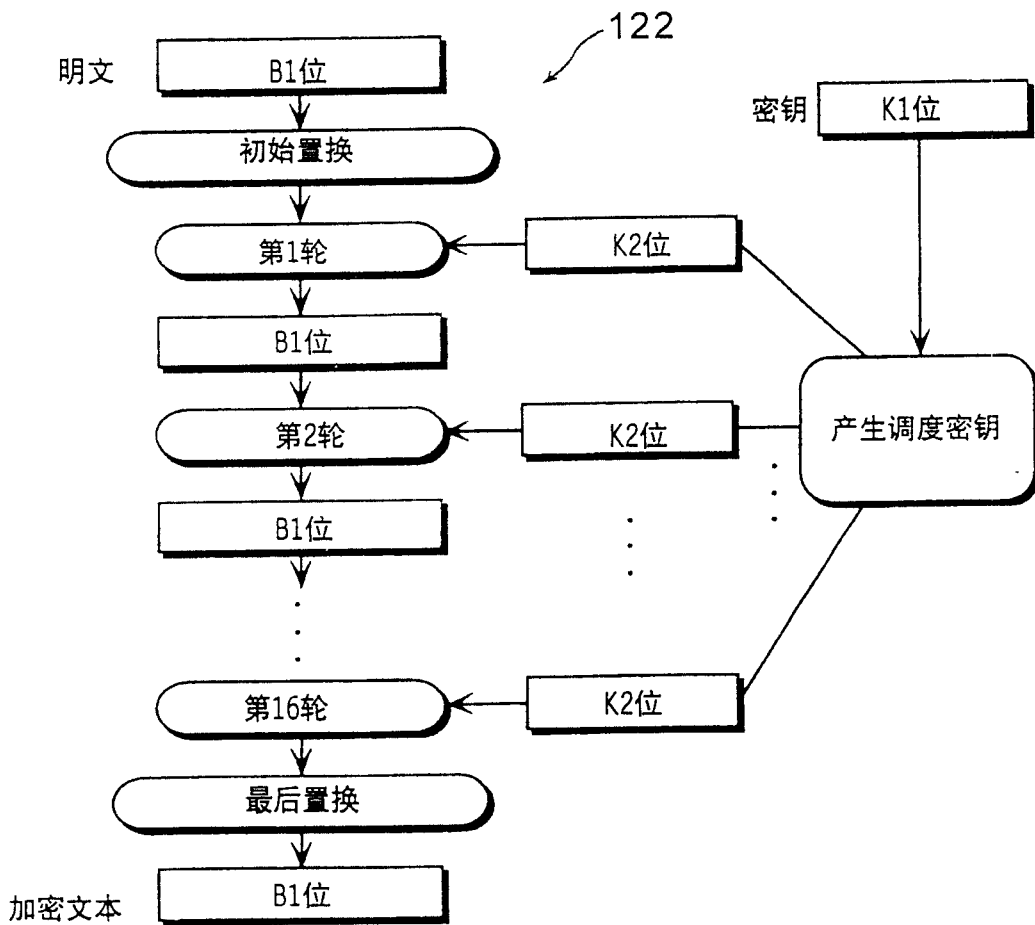 122
明文
B1位
密钥
K1位
初始置换
第1轮
K2位
B1位
第2轮
K2位
产生调度密钥
B1位
第16轮
K2位
最后置换
B1位
加密文本